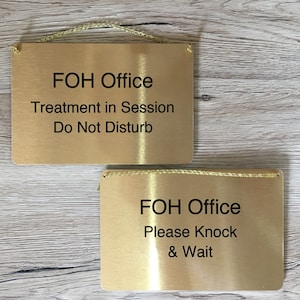 FOH Office
Treatment in Session
Do Not Disturb
FOH Office
Please Knock
& Wait